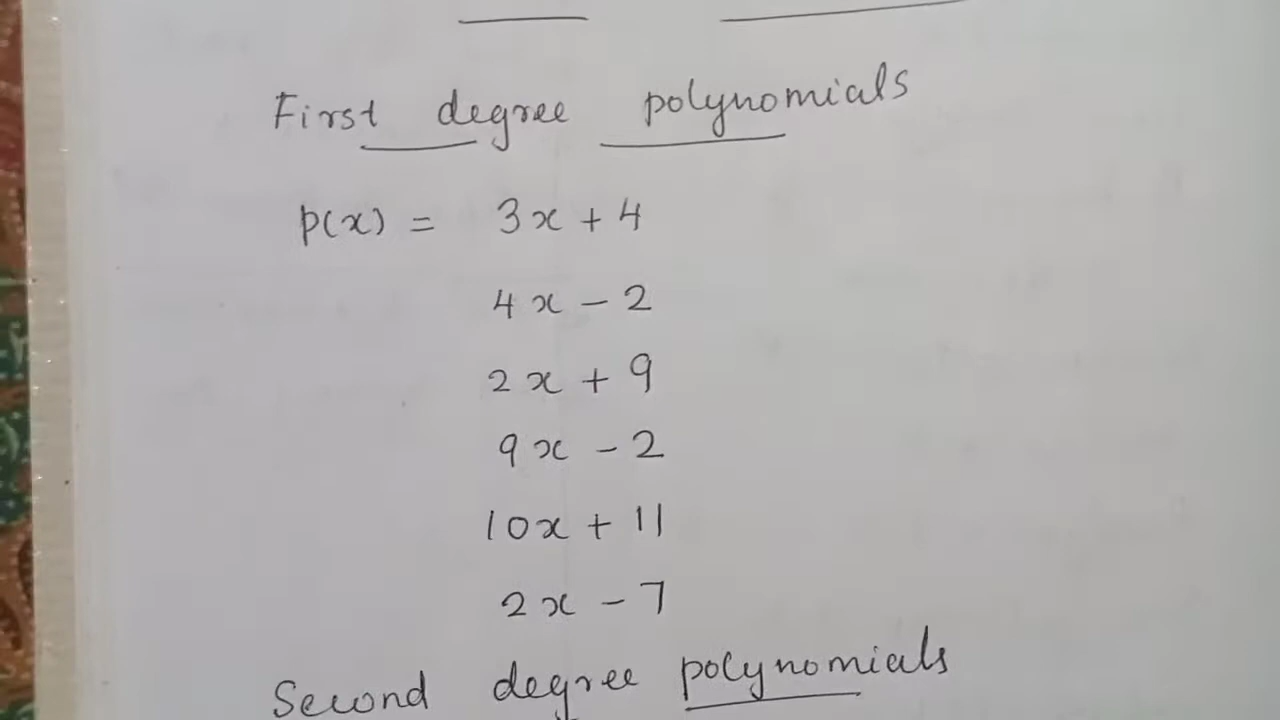 First degree polynomials
p(x) = 3x + 4
4x - 2
2x + 9
9x - 2
10x + 11
2x - 7
Second degree polynomials